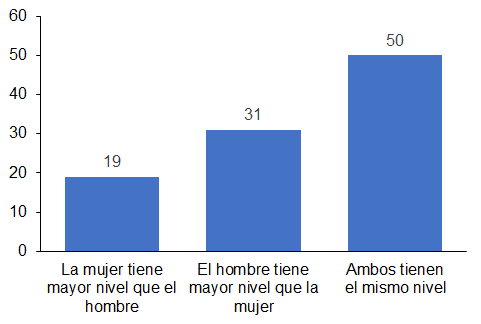 60
50
40
30
20
10
0
19
31
50
La mujer tiene
mayor nivel que el
hombre
El hombre tiene
mayor nivel que la
mujer
Ambos tienen
el mismo nivel